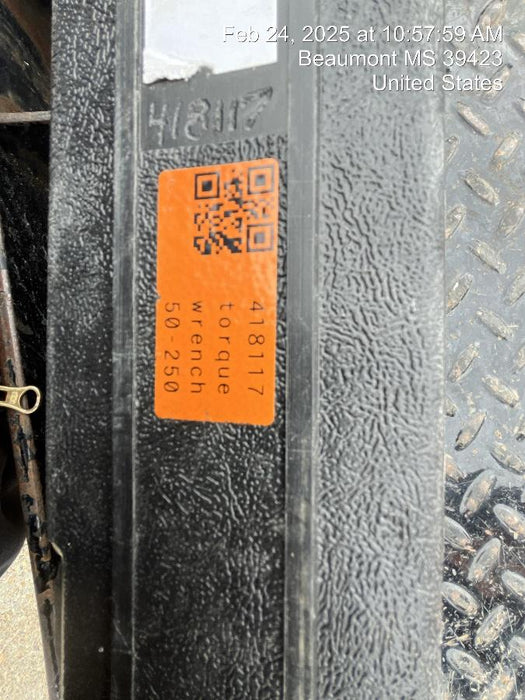 Feb 24, 2025 at 10:57:59 AM
Beaumont MS 39423
United States
418117
418117
torque
wrench
50-250